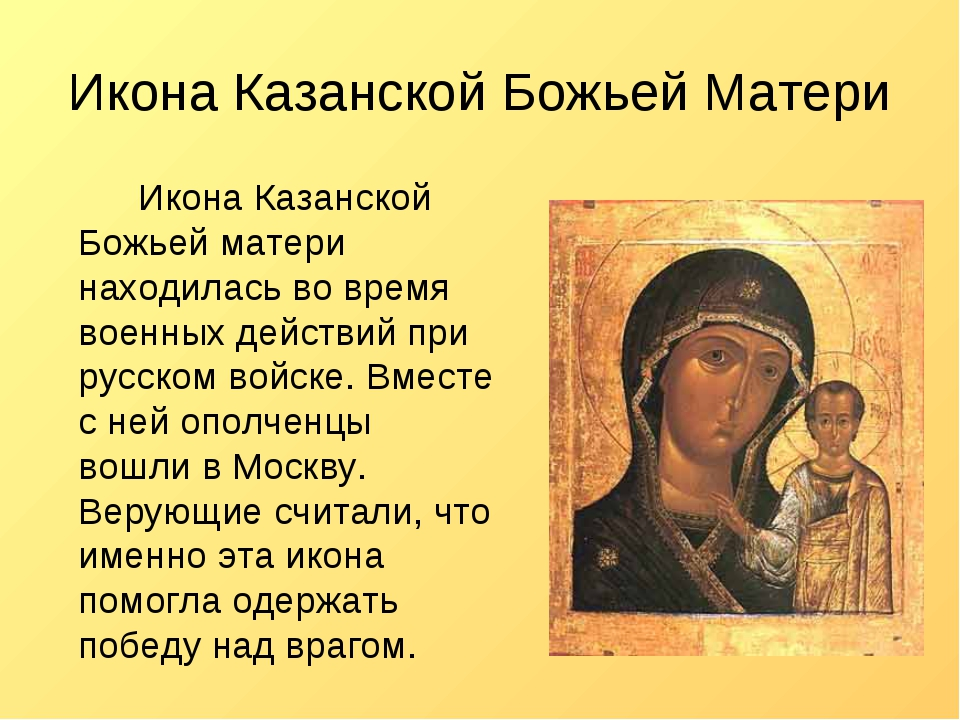 Икона Казанской Божьей Матери
Икона Казанской
Божьей матери
находилась во время
военных действий при
русском войске. Вместе
с ней ополченцы
вошли в Москву.
Верующие считали, что
именно эта икона
помогла одержать
победу над врагом.